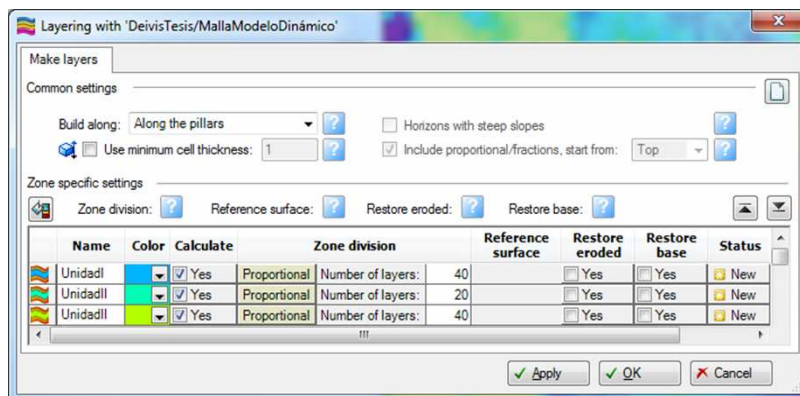 Layering with 'DeivisTesis/MallaModeloDinámico'
Make layers
Common settings
Build along: Along the pillars ? Horizons with steep slopes ?
Use minimum cell thickness: 1 ? Include proportional/fractions, start from: Top ?
Zone specific settings
Zone division: ? Reference surface: ? Restore eroded: ? Restore base: ?
Name Color Calculate Zone division Reference surface Restore eroded Restore base Status
UnidadI Yes Proportional Number of layers: 40 Yes Yes New
UnidadII Yes Proportional Number of layers: 20 Yes Yes New
UnidadII Yes Proportional Number of layers: 40 Yes Yes New
Apply OK Cancel